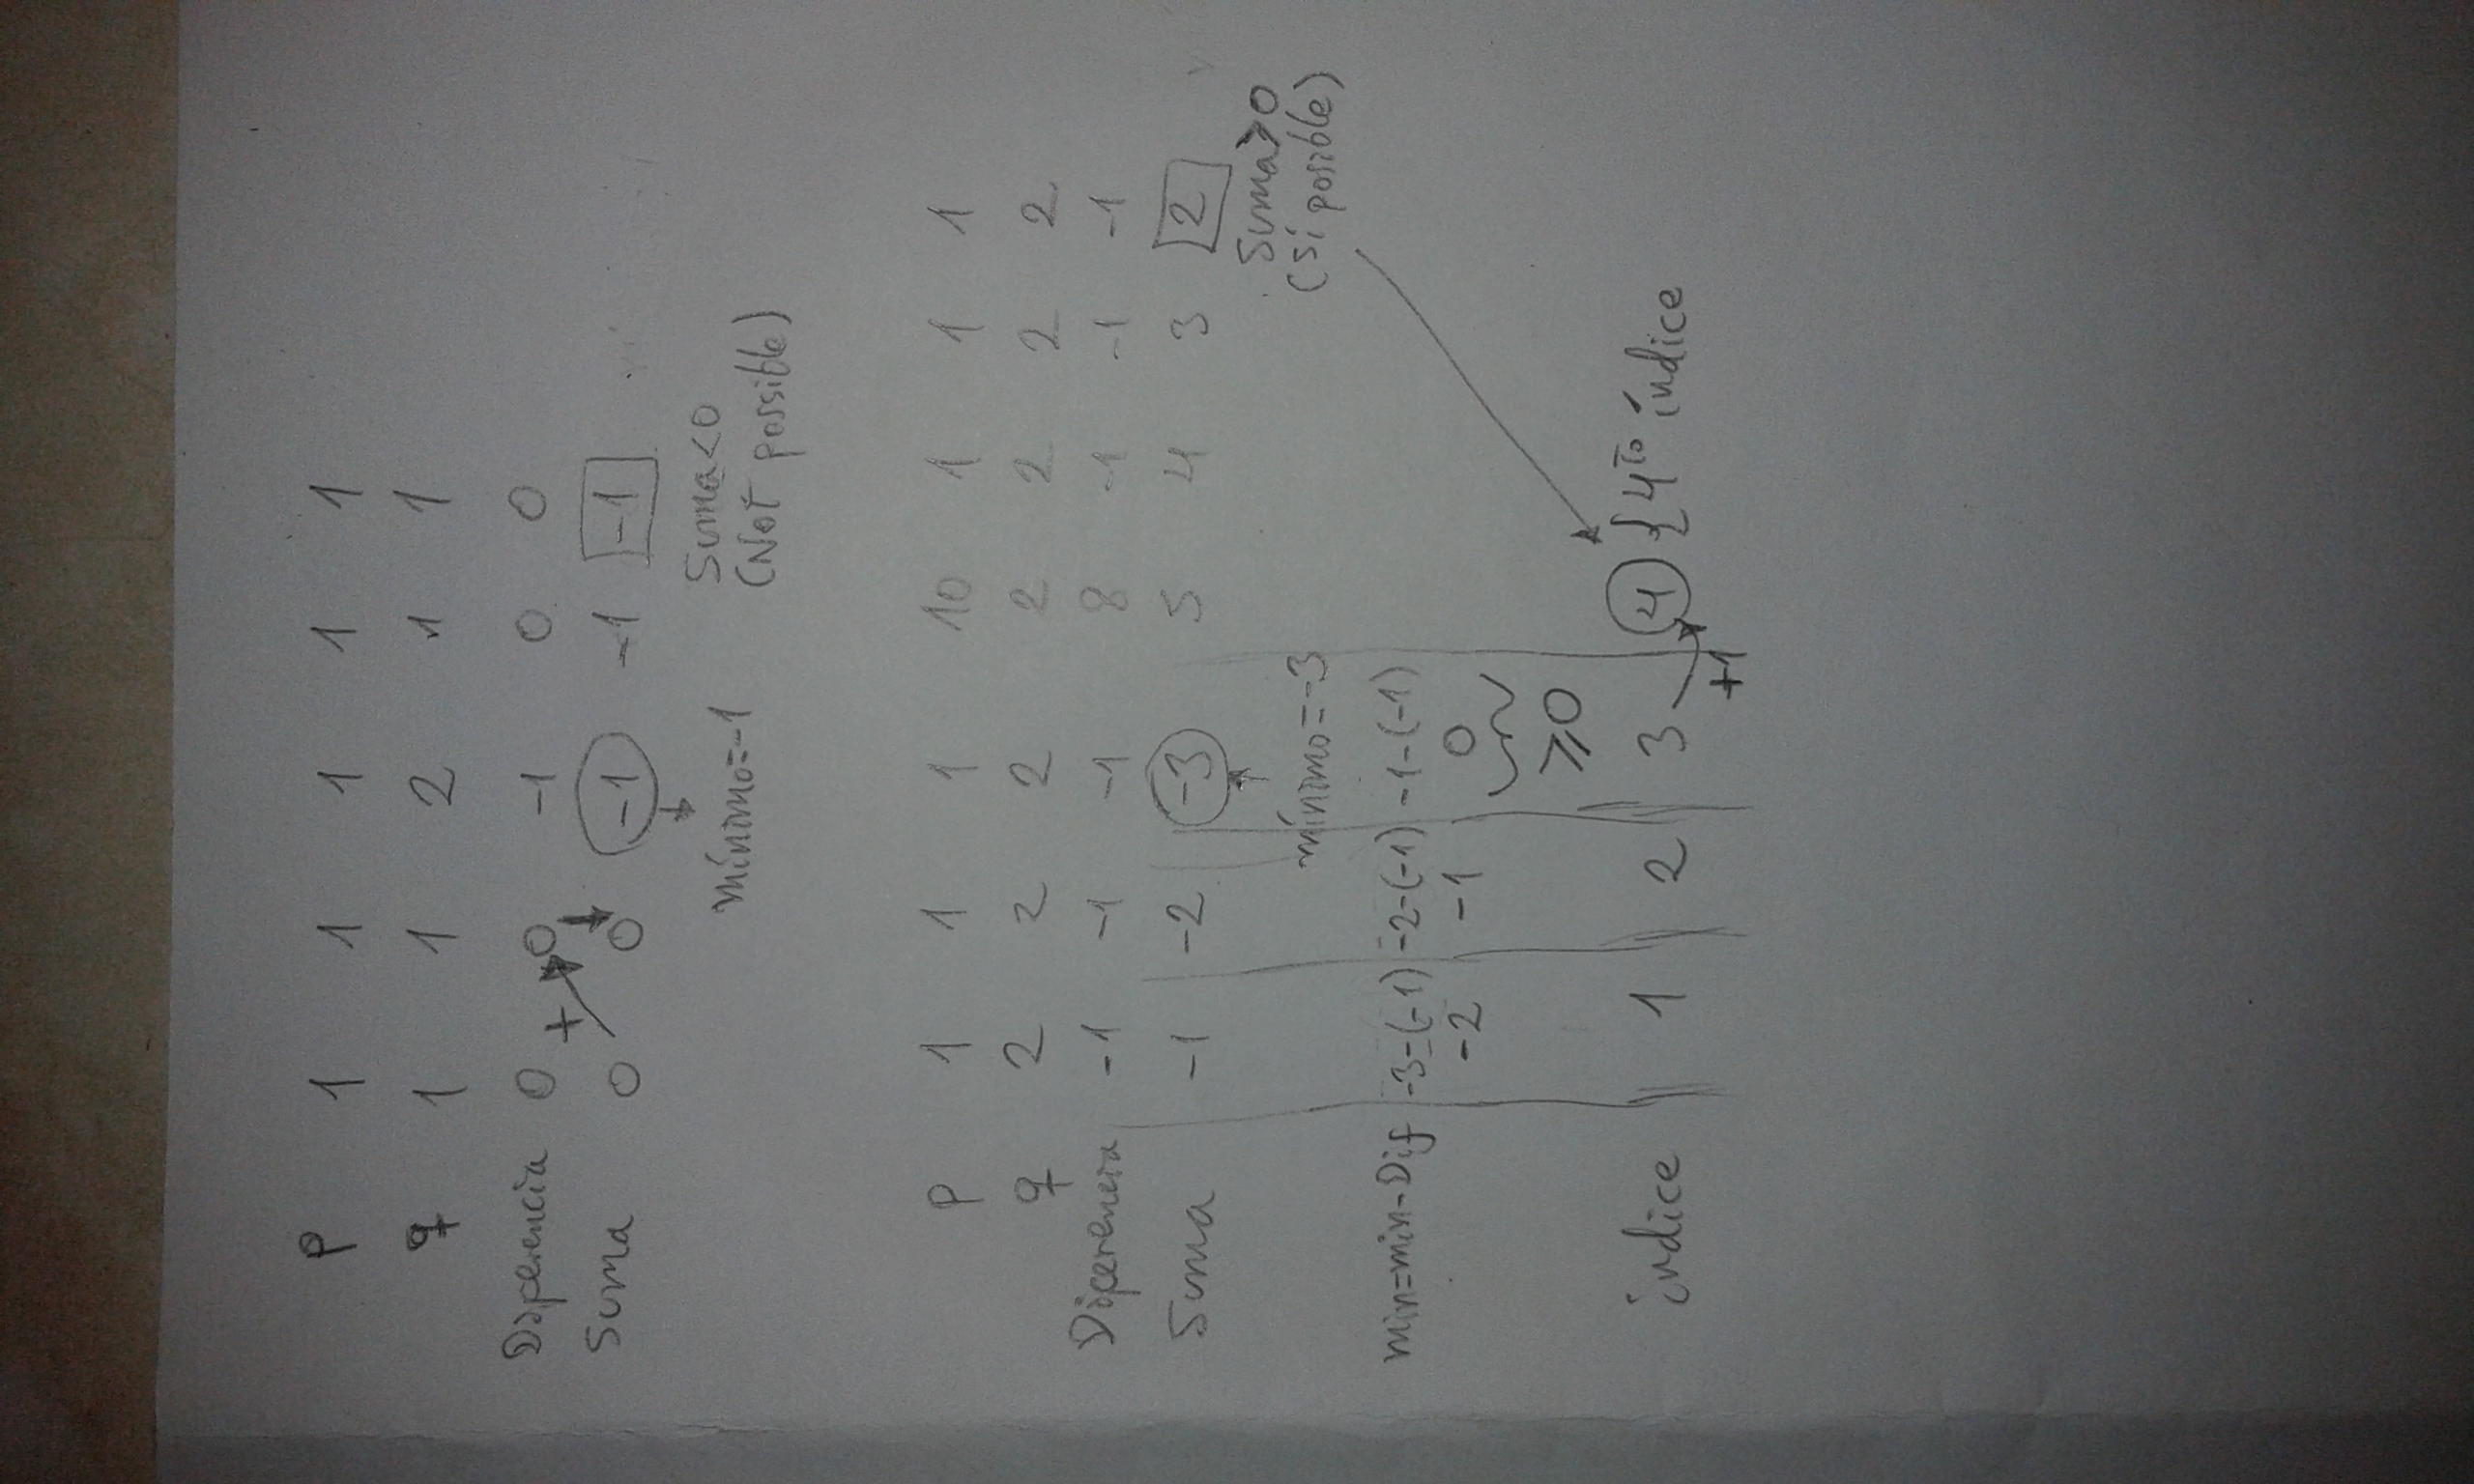 p 1 1 1 1 1
q 1 1 2 1 1
Diferencia 0 + 0 -1 0 0
Suma 0 0 -1 -1 -1
Suma<0
mínimo=-1 (Not possible)
p 1 1 1 10 1 1 1
q 2 2 2 2 2 2 2
Diferencia -1 -1 -1 8 -1 -1 -1
Suma -1 -2 -3 5 4 3 2
Suma>0
mínimo=-3 (Sí posible)
min=min-Dif -3-(-1) -2-(-1) -1-(-1)
-2 -1 0
≥0
índice 1 2 3 4 {4to índice
+1